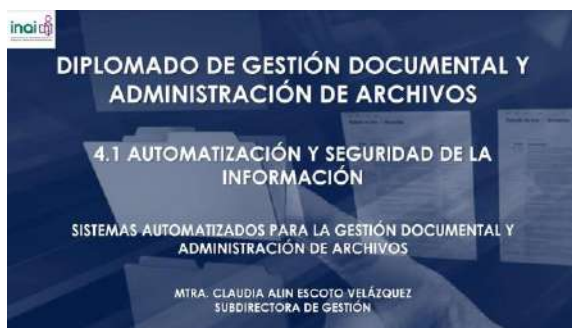 inai
DIPLOMADO DE GESTIÓN DOCUMENTAL Y
ADMINISTRACIÓN DE ARCHIVOS
4.1 AUTOMATIZACIÓN Y SEGURIDAD DE LA
INFORMACIÓN
SISTEMAS AUTOMATIZADOS PARA LA GESTIÓN DOCUMENTAL Y
ADMINISTRACIÓN DE ARCHIVOS
MTRA. CLAUDIA ALIN ESCOTO VELÁZQUEZ
SUBDIRECTORA DE GESTIÓN